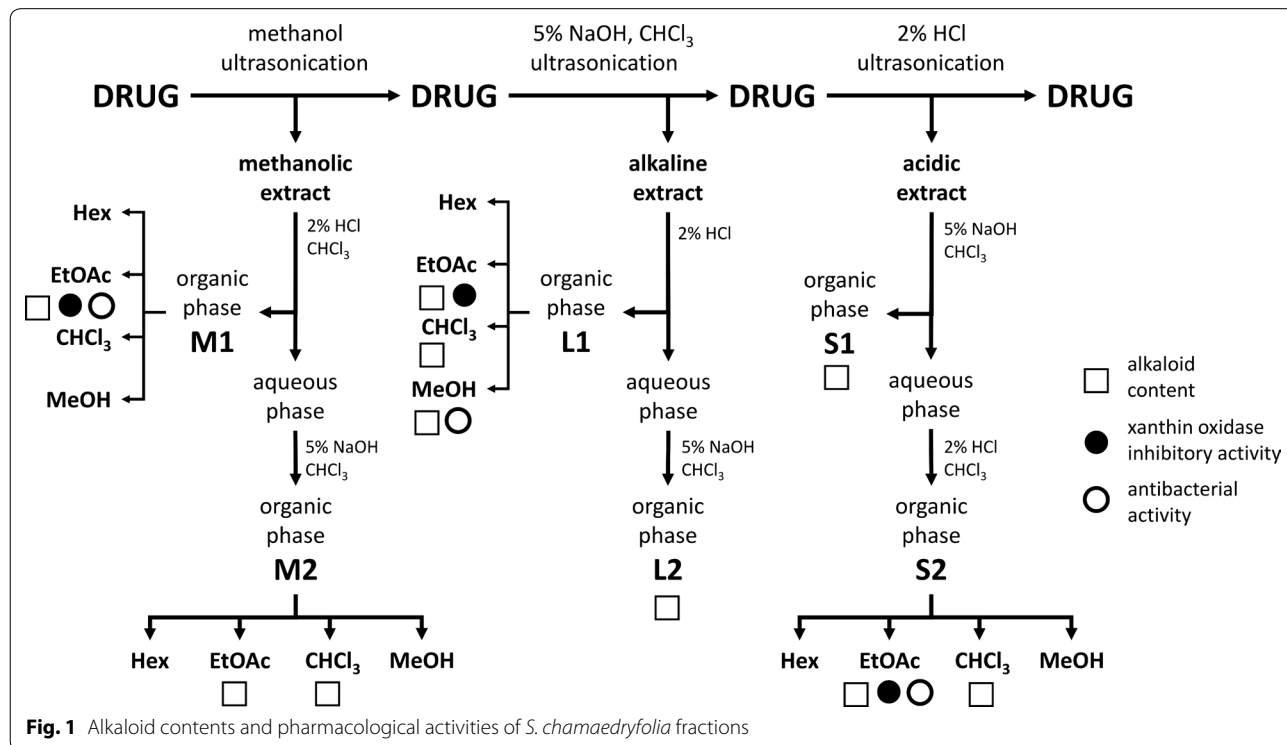 methanol
ultrasonication
5% NaOH, CHCl₃
ultrasonication
2% HCl
ultrasonication
DRUG
DRUG
DRUG
DRUG
methanolic
extract
alkaline
extract
acidic
extract
Hex
EtOAc
CHCl₃
MeOH
2% HCl
CHCl₃
organic
phase
M1
aqueous
phase
5% NaOH
CHCl₃
organic
phase
M2
Hex
EtOAc
CHCl₃
MeOH
Hex
EtOAc
CHCl₃
MeOH
2% HCl
organic
phase
L1
aqueous
phase
5% NaOH
CHCl₃
organic
phase
L2
5% NaOH
CHCl₃
organic
phase
S1
aqueous
phase
2% HCl
CHCl₃
organic
phase
S2
Hex
EtOAc
CHCl₃
MeOH
alkaloid
content
xanthin oxidase
inhibitory activity
antibacterial
activity
Fig. 1 Alkaloid contents and pharmacological activities of S. chamaedryfolia fractions